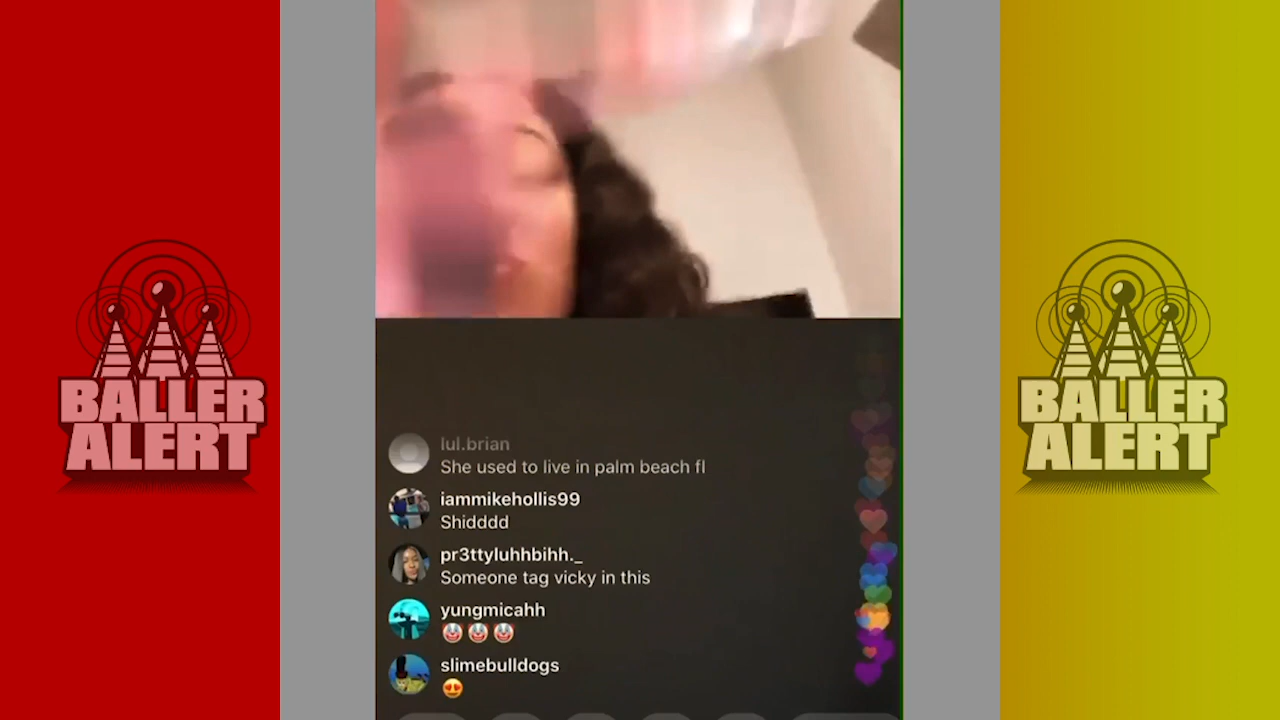 BALLER
ALERT
lul.brian
She used to live in palm beach fl
iammikehollis99
Shidddd
pr3ttyluhhbihh._
Someone tag vicky in this
yungmicahh
🤡🤡🤡
slimebulldogs
😍
BALLER
ALERT